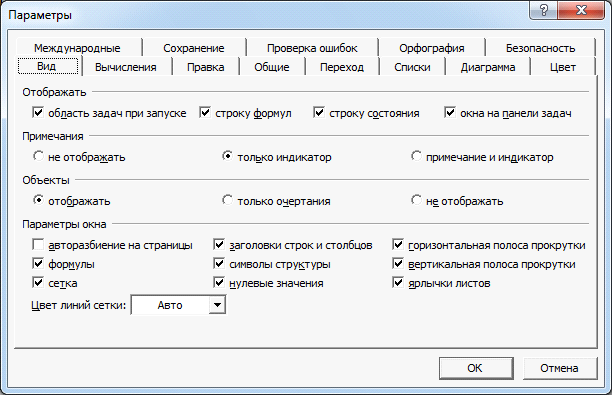 Параметры
Международные Сохранение Проверка ошибок Орфография Безопасность
Вид Вычисления Правка Общие Переход Списки Диаграмма Цвет
Отображать
область задач при запуске строку формул строку состояния окна на панели задач
Примечания
не отображать только индикатор примечание и индикатор
Объекты
отображать только очертания не отображать
Параметры окна
авторазбиение на страницы заголовки строк и столбцов горизонтальная полоса прокрутки
формулы символы структуры вертикальная полоса прокрутки
сетка нулевые значения ярлычки листов
Цвет линий сетки: Авто
ОК Отмена